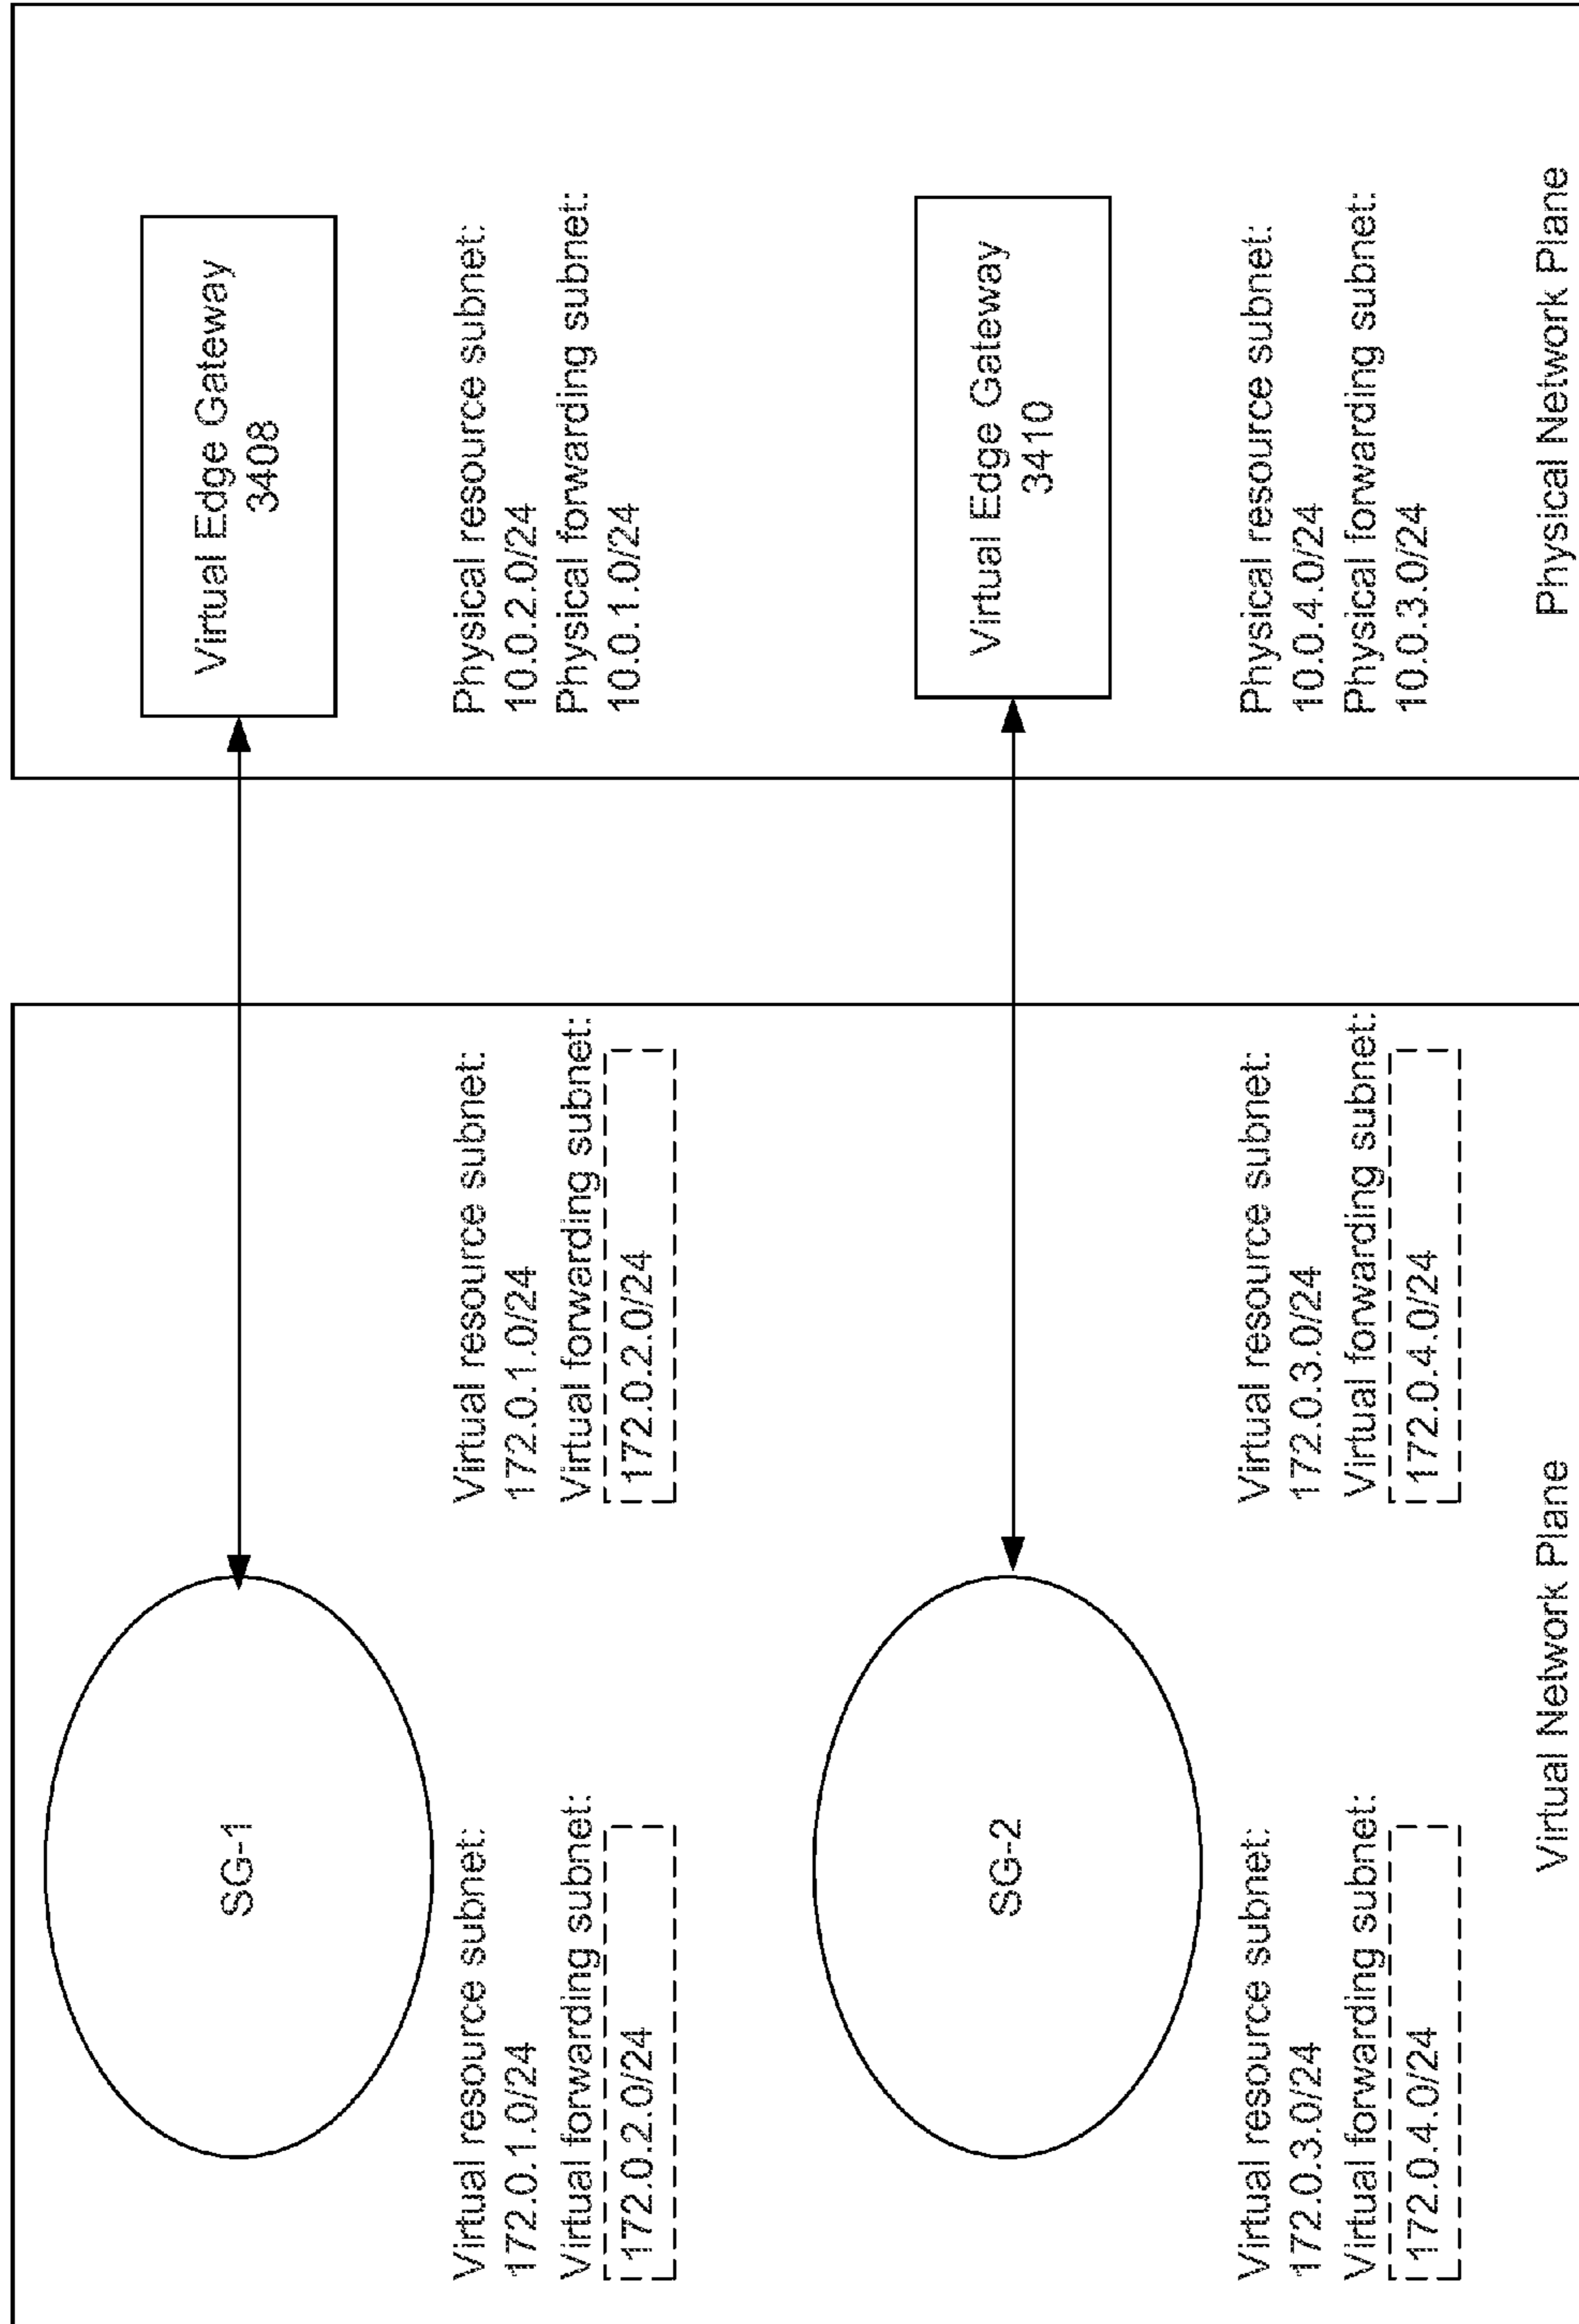 SG-1
Virtual Edge Gateway
3408
Virtual resource subnet:
172.0.1.0/24
Virtual forwarding subnet:
172.0.2.0/24
Virtual resource subnet:
172.0.1.0/24
Virtual forwarding subnet:
172.0.2.0/24
Physical resource subnet:
10.0.2.0/24
Physical forwarding subnet:
10.0.1.0/24
SG-2
Virtual Edge Gateway
3410
Virtual resource subnet:
172.0.3.0/24
Virtual forwarding subnet:
172.0.4.0/24
Virtual resource subnet:
172.0.3.0/24
Virtual forwarding subnet:
172.0.4.0/24
Physical resource subnet:
10.0.4.0/24
Physical forwarding subnet:
10.0.3.0/24
Virtual Network Plane
Physical Network Plane